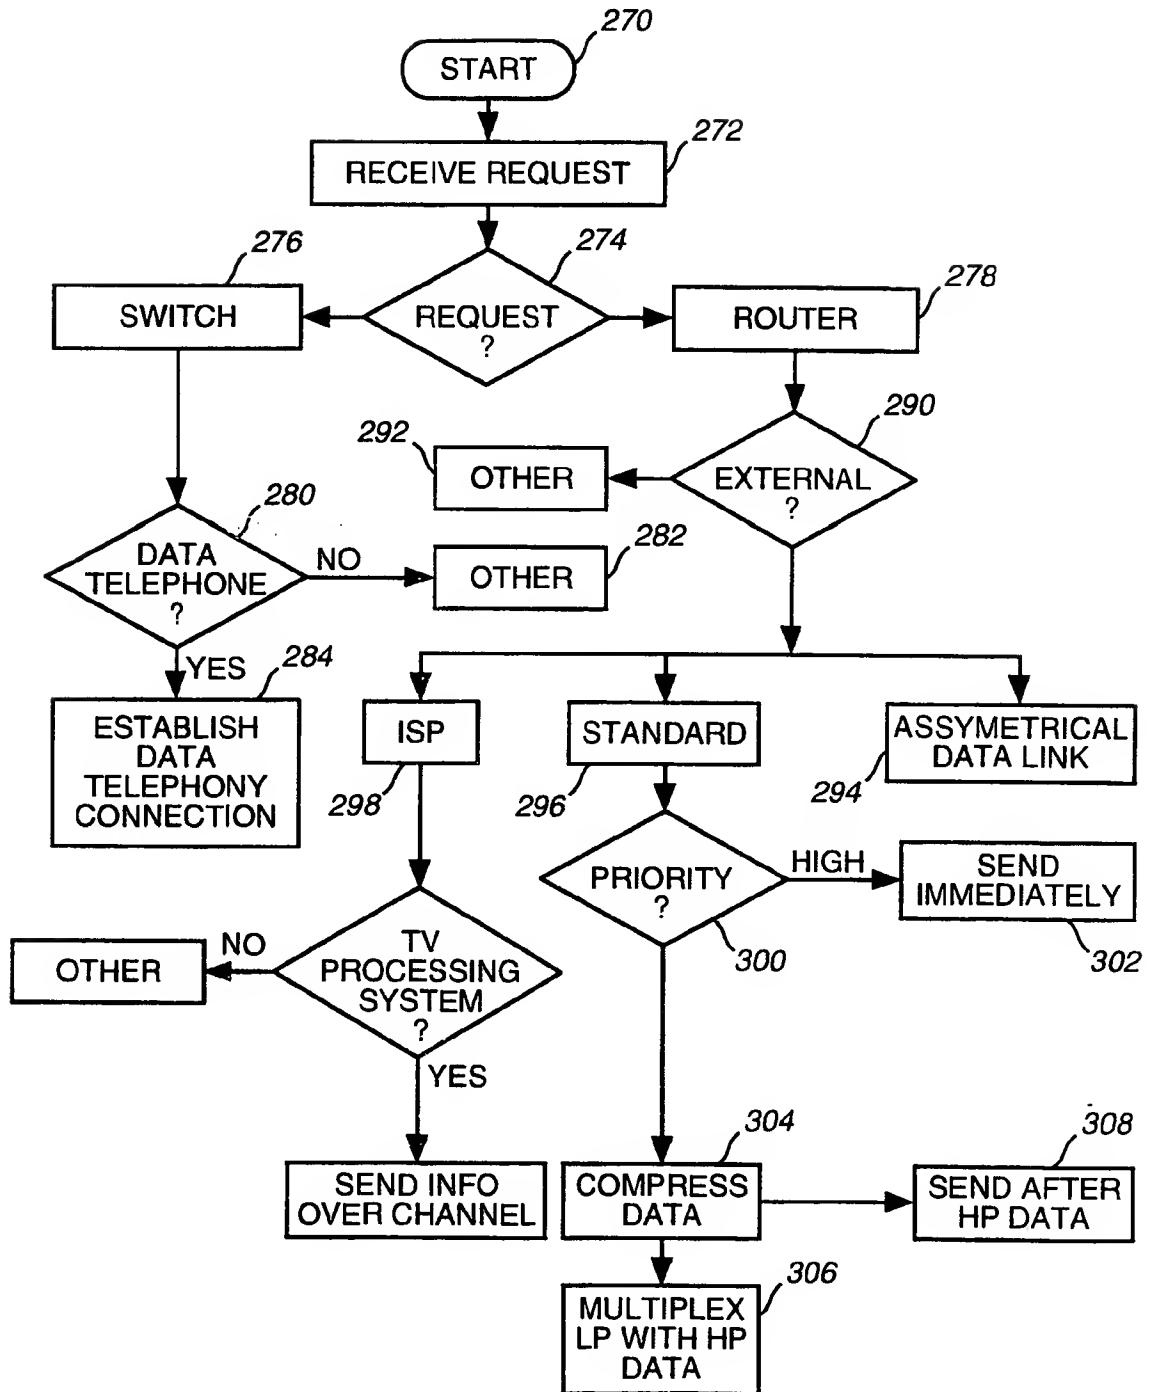 270
START
272
RECEIVE REQUEST
276
274
278
SWITCH
REQUEST
?
ROUTER
290
292
OTHER
EXTERNAL
?
280
DATA
TELEPHONE
?
NO
282
OTHER
YES
284
ESTABLISH
DATA
TELEPHONY
CONNECTION
ISP
298
STANDARD
296
ASSYMETRICAL
DATA LINK
294
PRIORITY
?
300
HIGH
SEND
IMMEDIATELY
302
TV
PROCESSING
SYSTEM
?
NO
OTHER
YES
SEND INFO
OVER CHANNEL
304
COMPRESS
DATA
308
SEND AFTER
HP DATA
306
MULTIPLEX
LP WITH HP
DATA